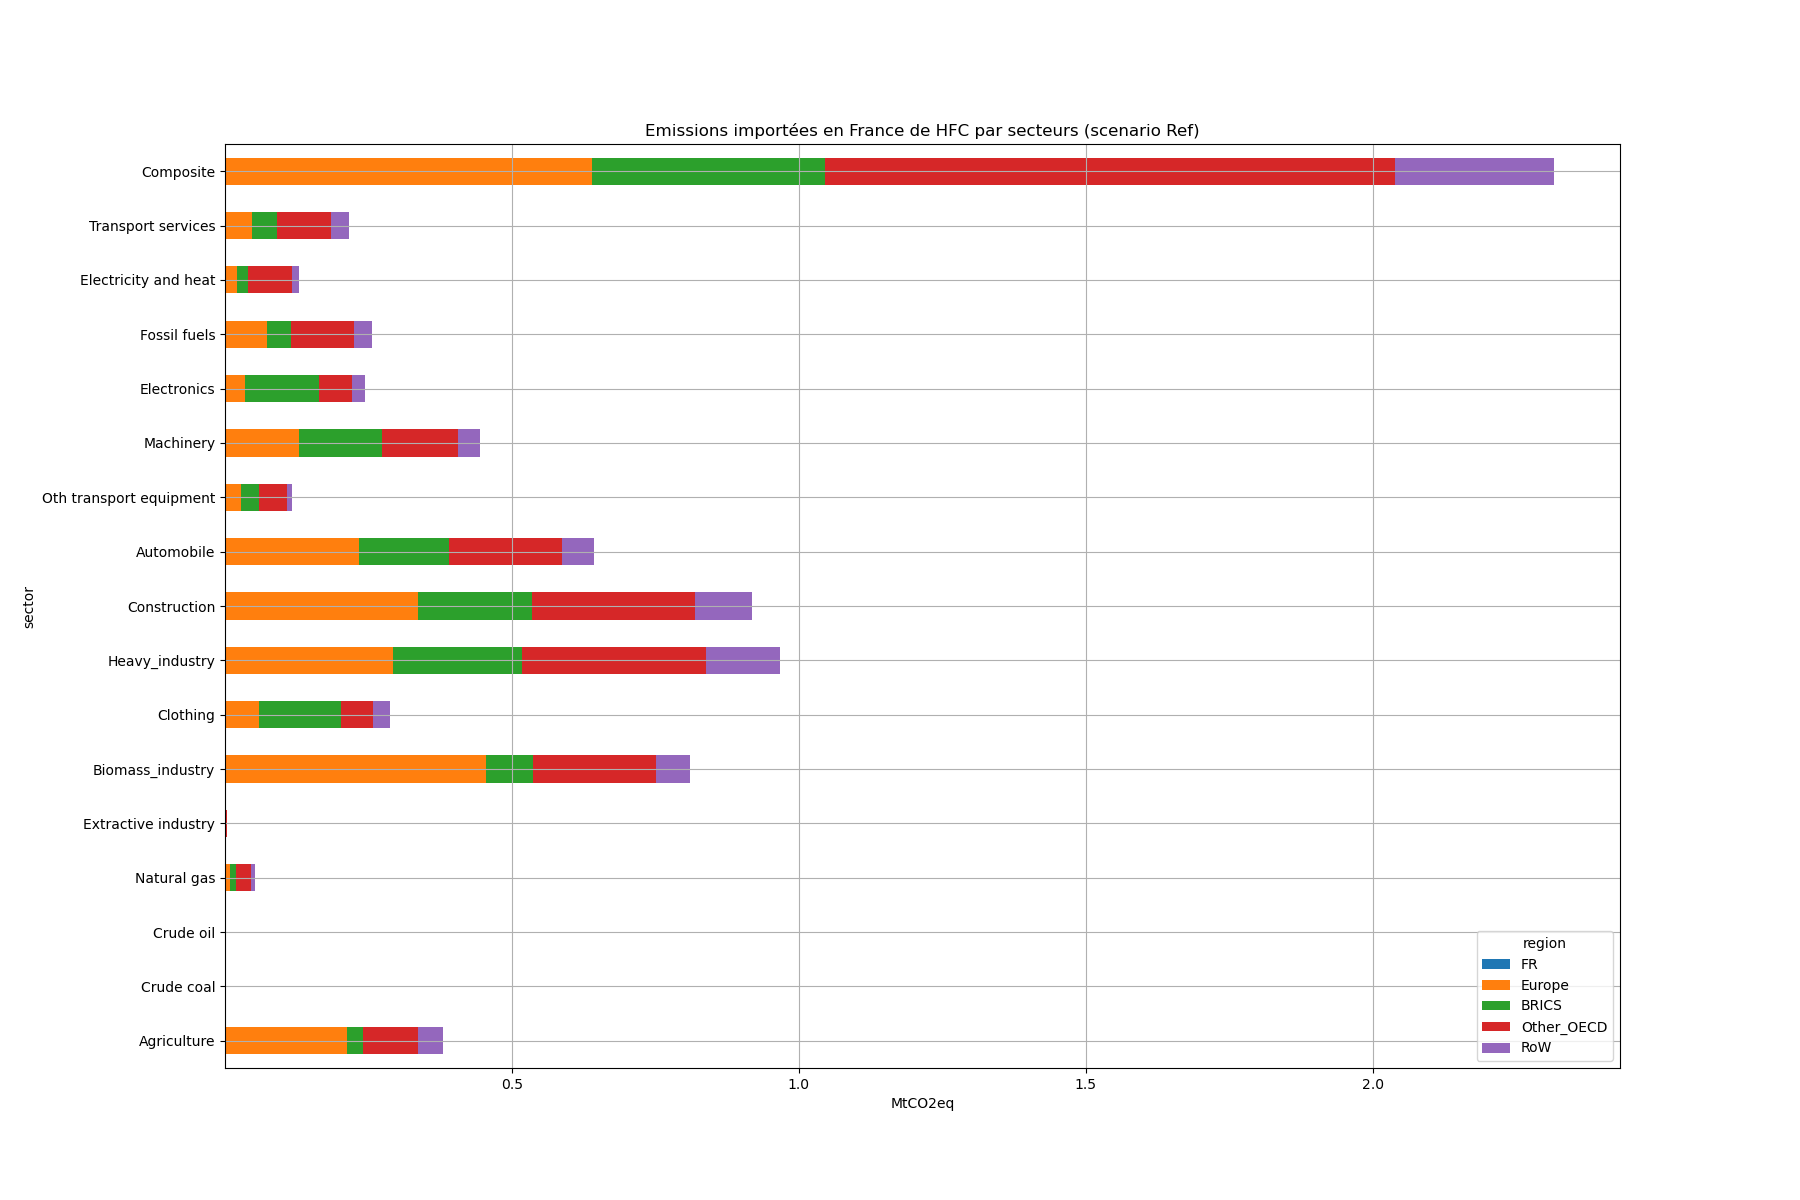 Emissions importées en France de HFC par secteurs (scenario Ref)
Composite
Transport services
Electricity and heat
Fossil fuels
Electronics
Machinery
Oth transport equipment
Automobile
Construction
Heavy_industry
Clothing
Biomass_industry
Extractive industry
Natural gas
Crude oil
Crude coal
Agriculture
sector
region
FR
Europe
BRICS
Other_OECD
RoW
0.5
1.0
1.5
2.0
MtCO2eq